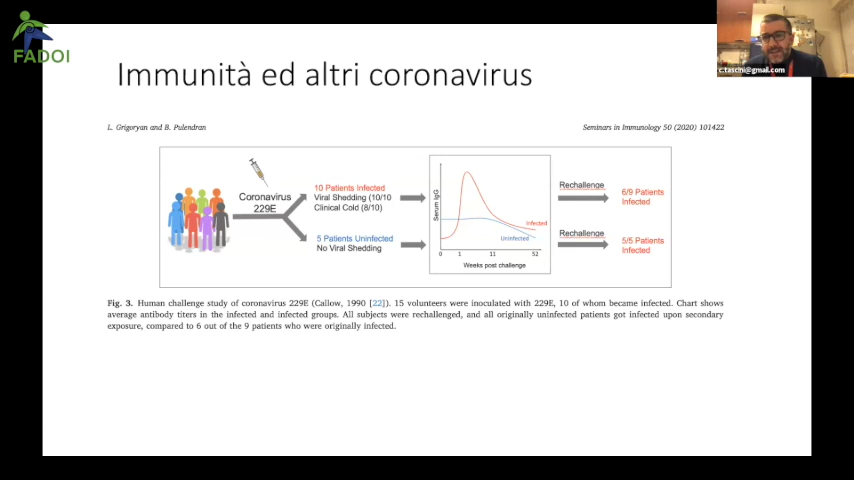 FADOI
c.tascini@gmail.com
Immunità ed altri coronavirus
L. Grigoryan and B. Pulendran
Seminars in Immunology 50 (2020) 101422
Coronavirus
229E
10 Patients Infected
Viral Shedding (10/10
Clinical Cold (8/10)
5 Patients Uninfected
No Viral Shedding
Serum IgG
Infected
Uninfected
0 1 11 52
Weeks post challenge
Rechallenge
6/9 Patients
Infected
Rechallenge
5/5 Patients
Infected
Fig. 3. Human challenge study of coronavirus 229E (Callow, 1990 [22]). 15 volunteers were inoculated with 229E, 10 of whom became infected. Chart shows
average antibody titers in the infected and infected groups. All subjects were rechallenged, and all originally uninfected patients got infected upon secondary
exposure, compared to 6 out of the 9 patients who were originally infected.